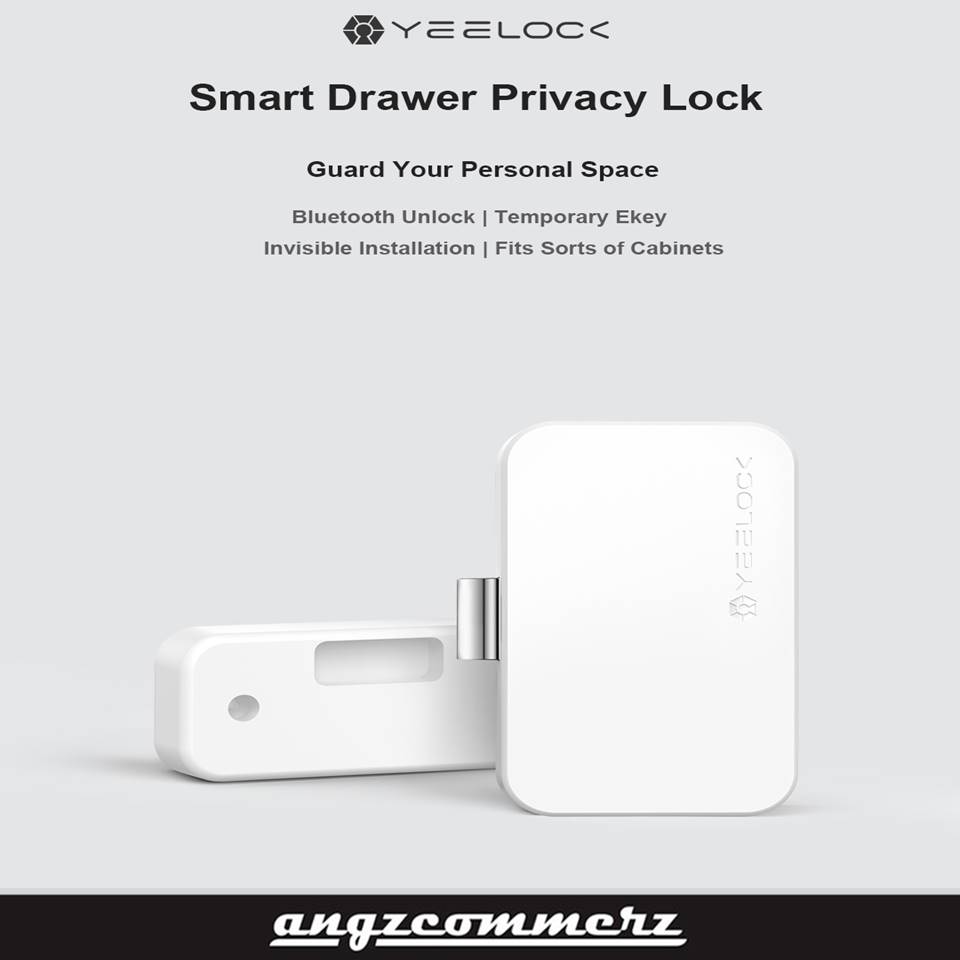 YEELOCK
Smart Drawer Privacy Lock
Guard Your Personal Space
Bluetooth Unlock | Temporary Ekey
Invisible Installation | Fits Sorts of Cabinets
YEELOCK
angzcommerz